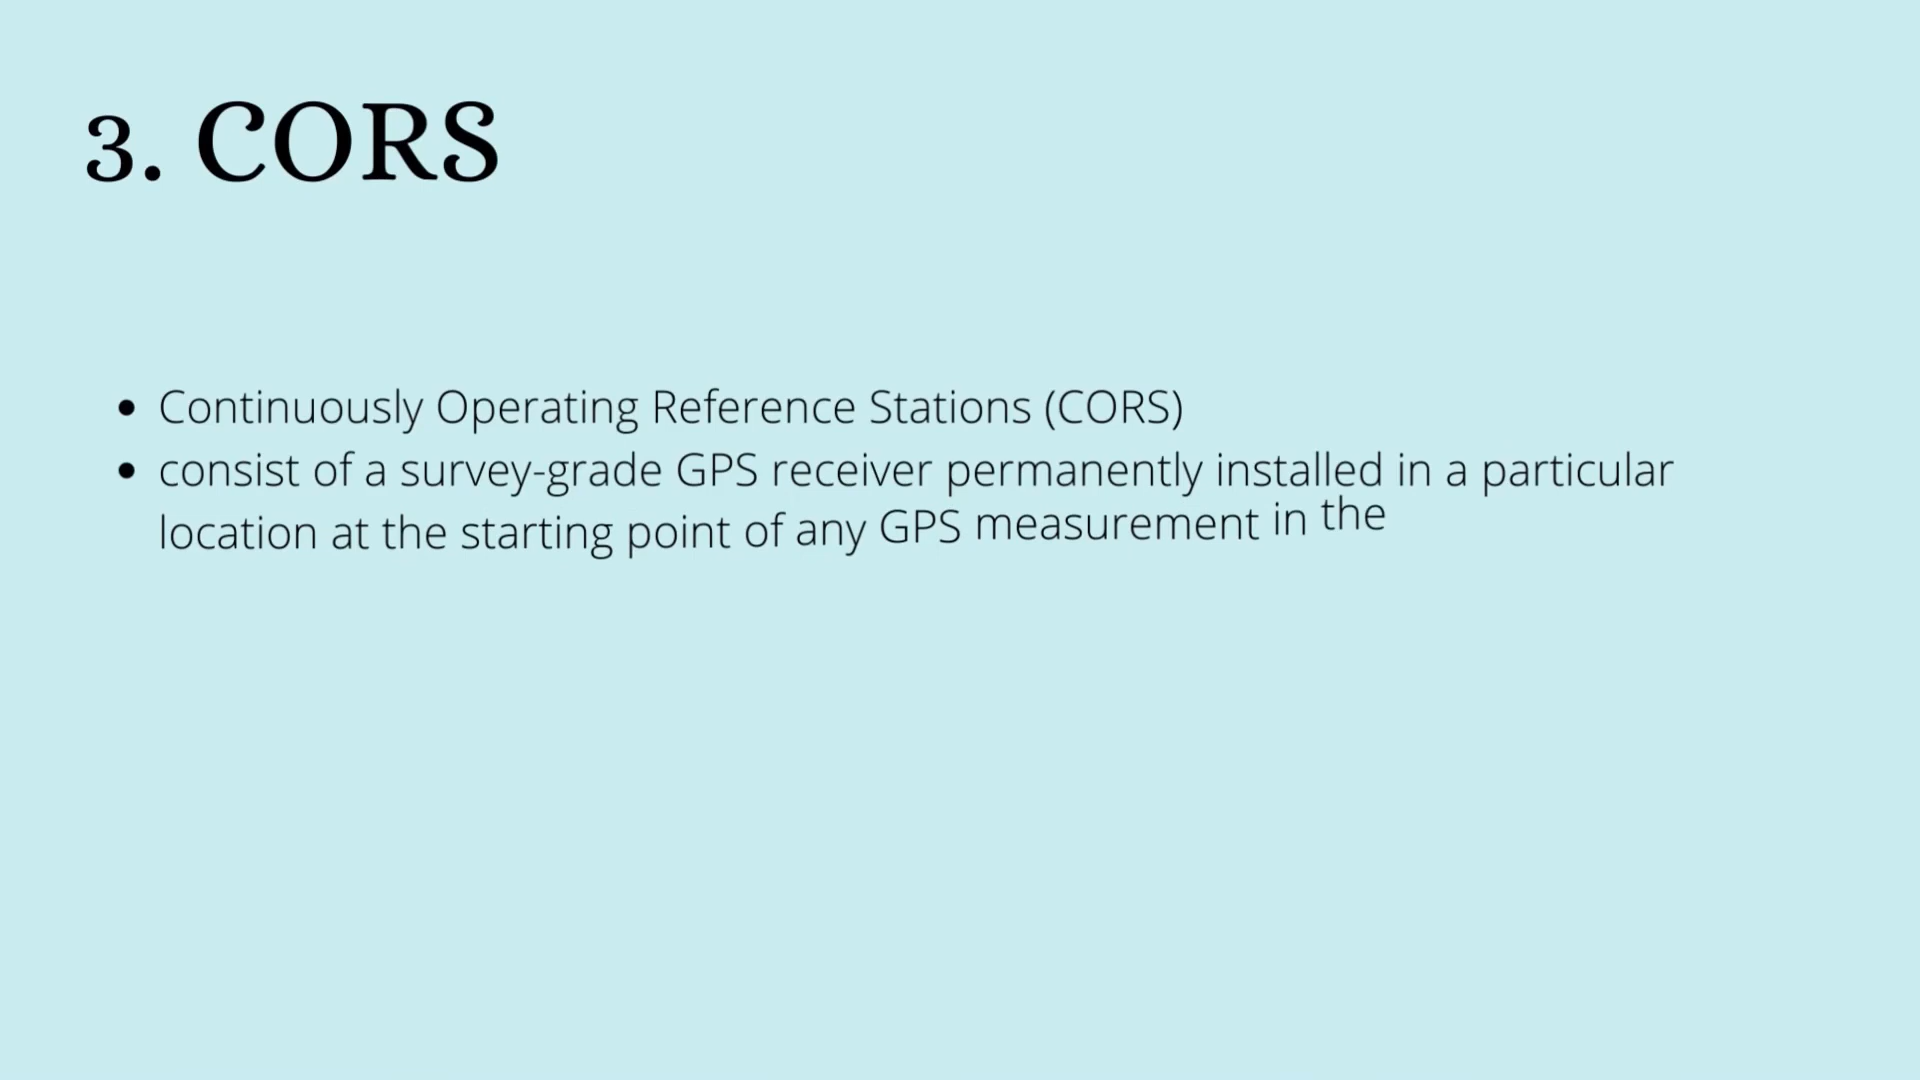 3. CORS
• Continuously Operating Reference Stations (CORS)
• consist of a survey-grade GPS receiver permanently installed in a particular
location at the starting point of any GPS measurement in the